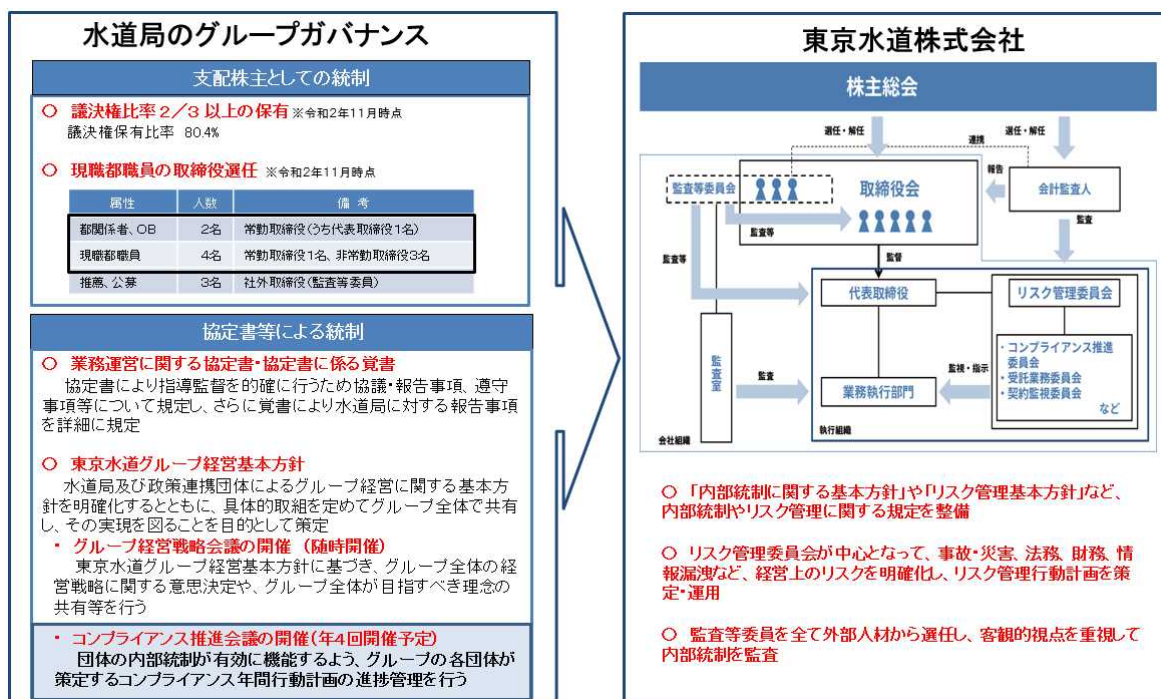 水道局のグループガバナンス
支配株主としての統制
○ 議決権比率2/3以上の保有 ※令和2年11月時点
議決権保有比率 80.4%
○ 現職都職員の取締役選任 ※令和2年11月時点
属性 人数 備考
都関係者、OB 2名 常勤取締役(うち代表取締役1名)
現職都職員 4名 常勤取締役1名、非常勤取締役3名
推薦、公募 3名 社外取締役(監査等委員)
協定書等による統制
○ 業務運営に関する協定書・協定書に係る覚書
協定書により指導監督を的確に行うため協議・報告事項、遵守
事項等について規定し、さらに覚書により水道局に対する報告事項
を詳細に規定
○ 東京水道グループ経営基本方針
水道局及び政策連携団体によるグループ経営に関する基本方
針を明確化するとともに、具体的取組を定めてグループ全体で共有
し、その実現を図ることを目的として策定
・ グループ経営戦略会議の開催 (随時開催)
東京水道グループ経営基本方針に基づき、グループ全体の経
営戦略に関する意思決定や、グループ全体が目指すべき理念の
共有等を行う
・ コンプライアンス推進会議の開催(年4回開催予定)
団体の内部統制が有効に機能するよう、グループの各団体が
策定するコンプライアンス年間行動計画の進捗管理を行う
東京水道株式会社
株主総会
選任・解任
選任・解任
連携
監査等委員会
取締役会
報告
会計監査人
監査等
監査
監査等
監督
代表取締役
リスク管理委員会
監査室
・コンプライアンス推進
委員会
・受託業務委員会
・契約監視委員会
など
監査
業務執行部門
監視・指示
会社組織
執行組織
○ 「内部統制に関する基本方針」や「リスク管理基本方針」など、
内部統制やリスク管理に関する規定を整備
○ リスク管理委員会が中心となって、事故・災害、法務、財務、情
報漏洩など、経営上のリスクを明確化し、リスク管理行動計画を策
定・運用
○ 監査等委員を全て外部人材から選任し、客観的視点を重視して
内部統制を監査